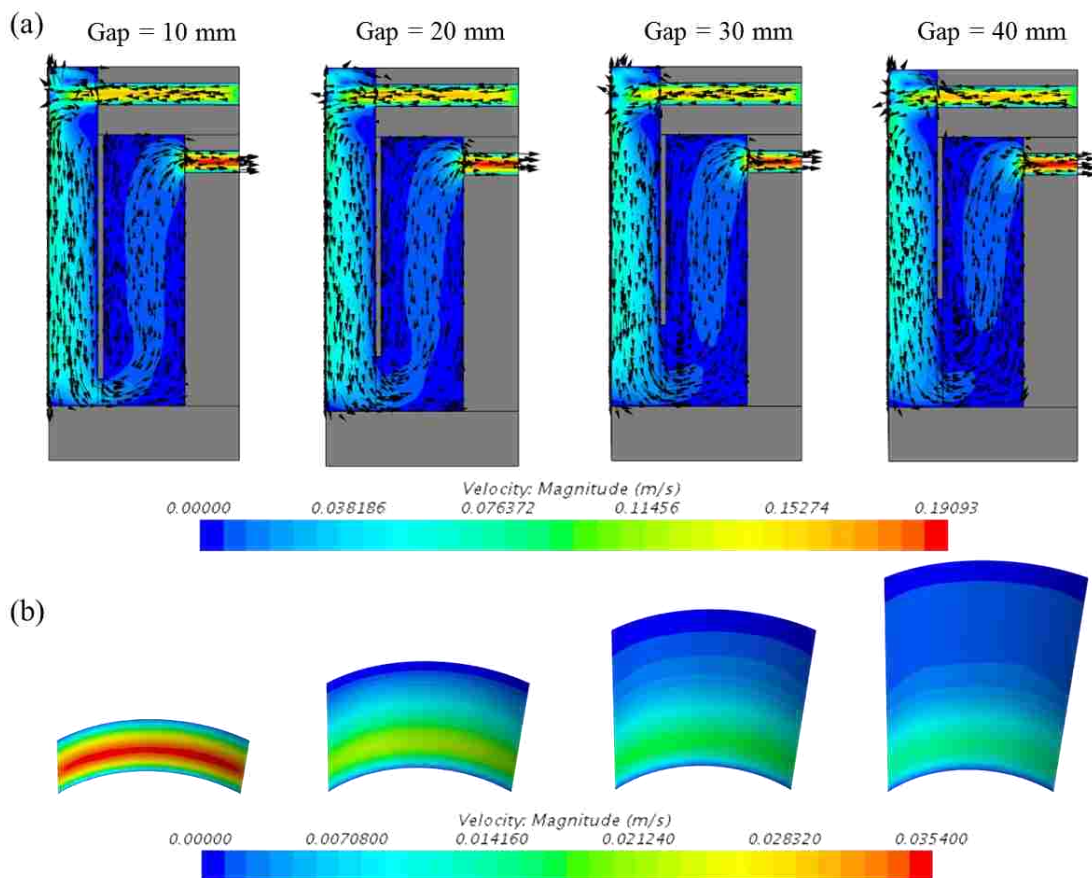 (a)
Gap = 10 mm Gap = 20 mm Gap = 30 mm Gap = 40 mm
Velocity: Magnitude (m/s)
0.00000 0.038186 0.076372 0.11456 0.15274 0.19093
(b)
Velocity: Magnitude (m/s)
0.00000 0.0070800 0.014160 0.021240 0.028320 0.035400